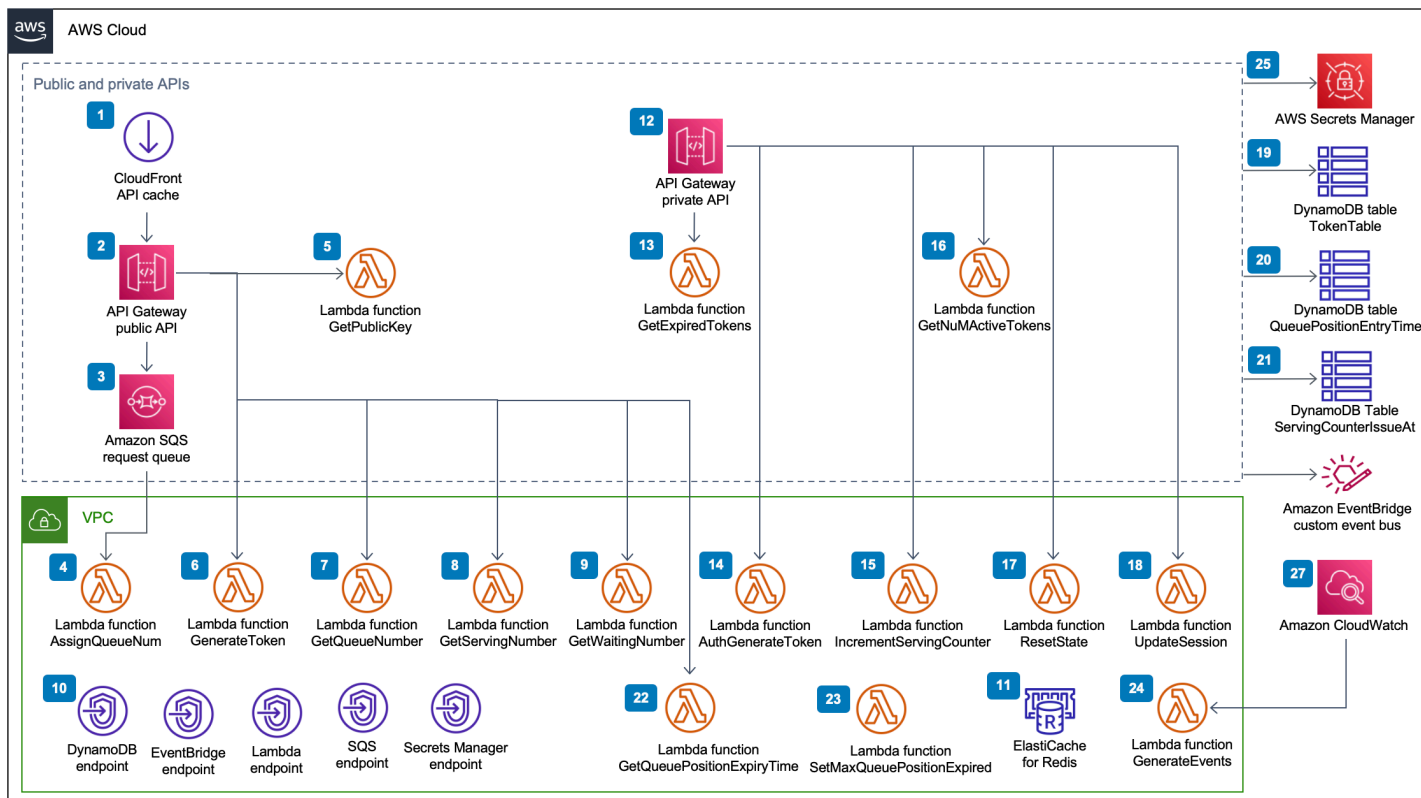 aws
AWS Cloud
Public and private APIs
1
CloudFront
API cache
2
API Gateway
public API
5
Lambda function
GetPublicKey
3
Amazon SQS
request queue
12
API Gateway
private API
13
Lambda function
GetExpiredTokens
16
Lambda function
GetNuMActiveTokens
25
AWS Secrets Manager
19
DynamoDB table
TokenTable
20
DynamoDB table
QueuePositionEntryTime
21
DynamoDB Table
ServingCounterIssueAt
Amazon EventBridge
custom event bus
27
Amazon CloudWatch
VPC
4
Lambda function
AssignQueueNum
6
Lambda function
GenerateToken
7
Lambda function
GetQueueNumber
8
Lambda function
GetServingNumber
9
Lambda function
GetWaitingNumber
14
Lambda function
AuthGenerateToken
15
Lambda function
IncrementServingCounter
17
Lambda function
ResetState
18
Lambda function
UpdateSession
10
DynamoDB
endpoint
EventBridge
endpoint
Lambda
endpoint
SQS
endpoint
Secrets Manager
endpoint
22
Lambda function
GetQueuePositionExpiryTime
23
Lambda function
SetMaxQueuePositionExpired
11
R
ElastiCache
for Redis
24
Lambda function
GenerateEvents